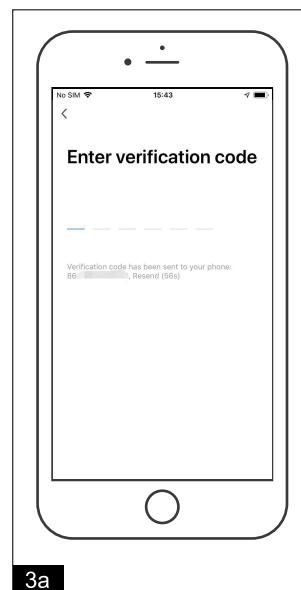 No SIM 15:43
Enter verification code
Verification code has been sent to your phone:
86, Resend (56s)
3a